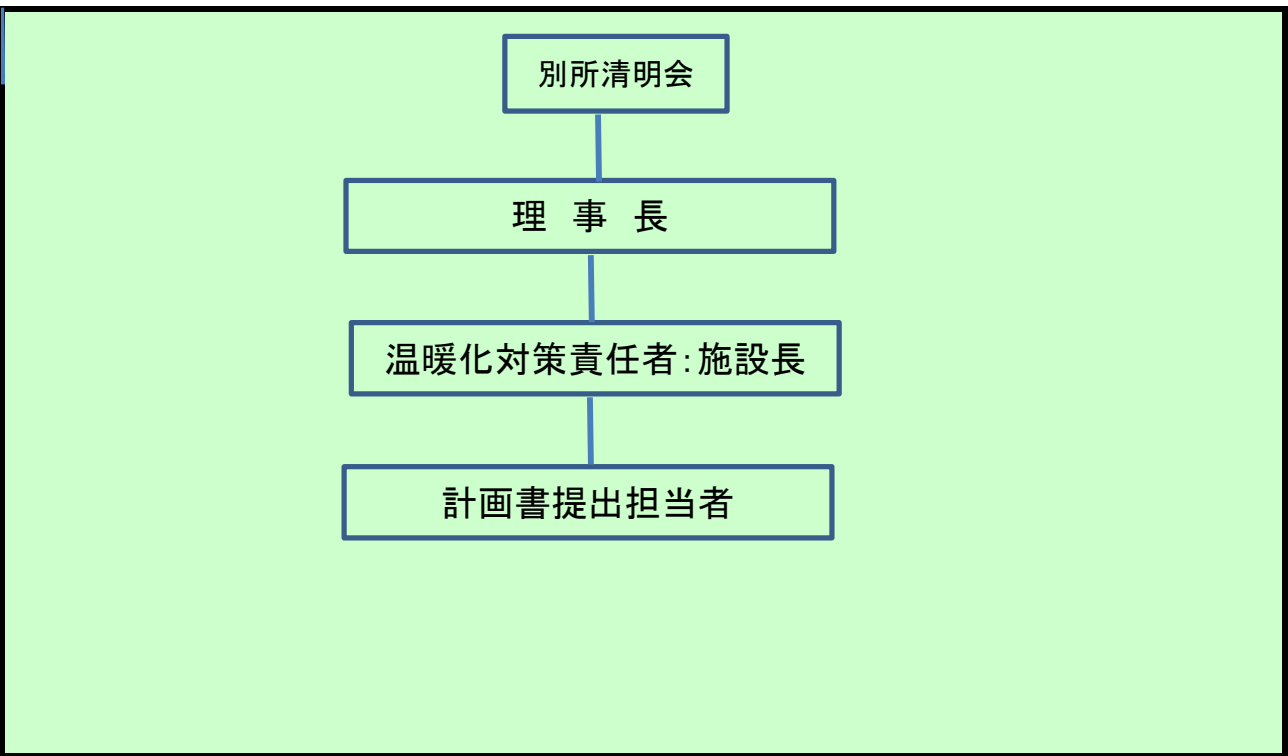 別所清明会
理　事　長
温暖化対策責任者：施設長
計画書提出担当者